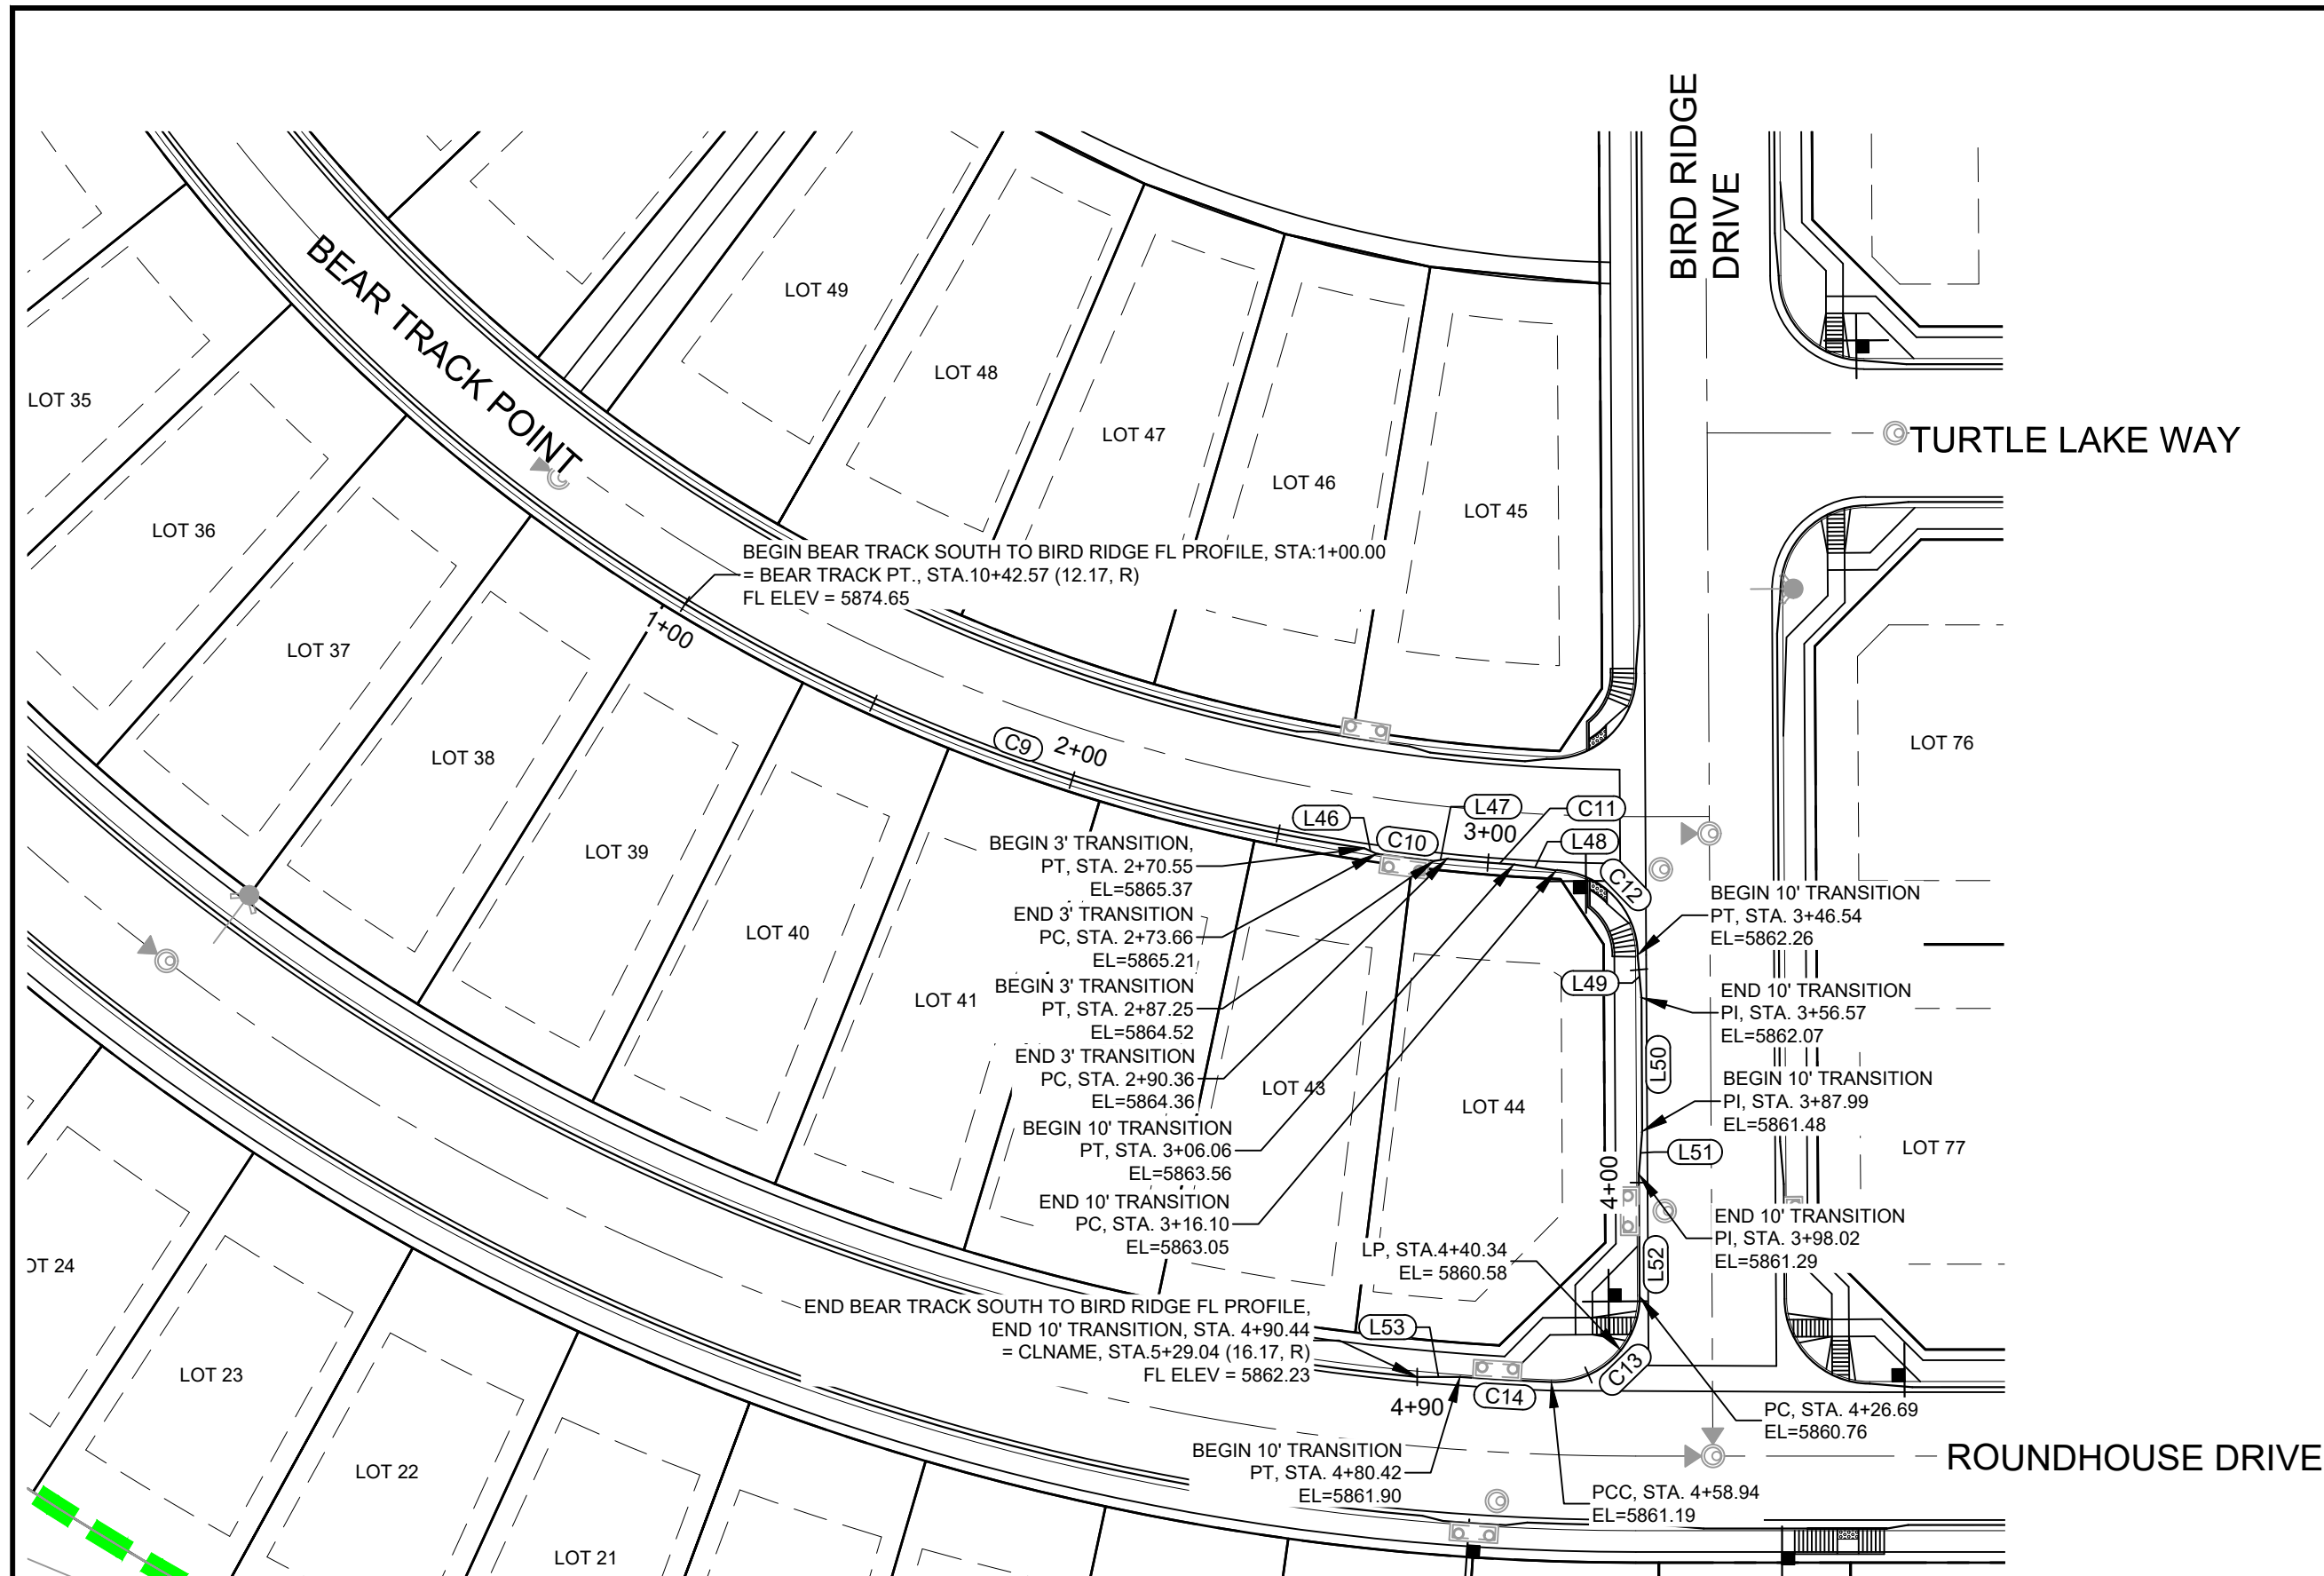 BIRD RIDGE
DRIVE
BEAR TRACK POINT
TURTLE LAKE WAY
ROUNDHOUSE DRIVE
LOT 49
LOT 48
LOT 47
LOT 46
LOT 45
LOT 35
LOT 36
LOT 37
LOT 38
LOT 39
LOT 40
LOT 41
LOT 43
LOT 44
LOT 76
LOT 77
LOT 23
LOT 22
LOT 21
BEGIN BEAR TRACK SOUTH TO BIRD RIDGE FL PROFILE, STA:1+00.00
= BEAR TRACK PT., STA.10+42.57 (12.17, R)
FL ELEV = 5874.65
1+00
C9
2+00
L46
C10
L47
3+00
C11
L48
C12
BEGIN 3' TRANSITION,
PT, STA. 2+70.55
EL=5865.37
END 3' TRANSITION
PC, STA. 2+73.66
EL=5865.21
BEGIN 3' TRANSITION
PT, STA. 2+87.25
EL=5864.52
END 3' TRANSITION
PC, STA. 2+90.36
EL=5864.36
BEGIN 10' TRANSITION
PT, STA. 3+06.06
EL=5863.56
END 10' TRANSITION
PC, STA. 3+16.10
EL=5863.05
BEGIN 10' TRANSITION
PT, STA. 3+46.54
EL=5862.26
L49
END 10' TRANSITION
PI, STA. 3+56.57
EL=5862.07
L50
BEGIN 10' TRANSITION
PI, STA. 3+87.99
EL=5861.48
L51
4+00
END 10' TRANSITION
PI, STA. 3+98.02
EL=5861.29
L52
LP, STA.4+40.34
EL= 5860.58
END BEAR TRACK SOUTH TO BIRD RIDGE FL PROFILE,
END 10' TRANSITION, STA. 4+90.44
= CLNAME, STA.5+29.04 (16.17, R)
FL ELEV = 5862.23
L53
C13
C14
4+90
PC, STA. 4+26.69
EL=5860.76
BEGIN 10' TRANSITION
PT, STA. 4+80.42
EL=5861.90
PCC, STA. 4+58.94
EL=5861.19
OT 24